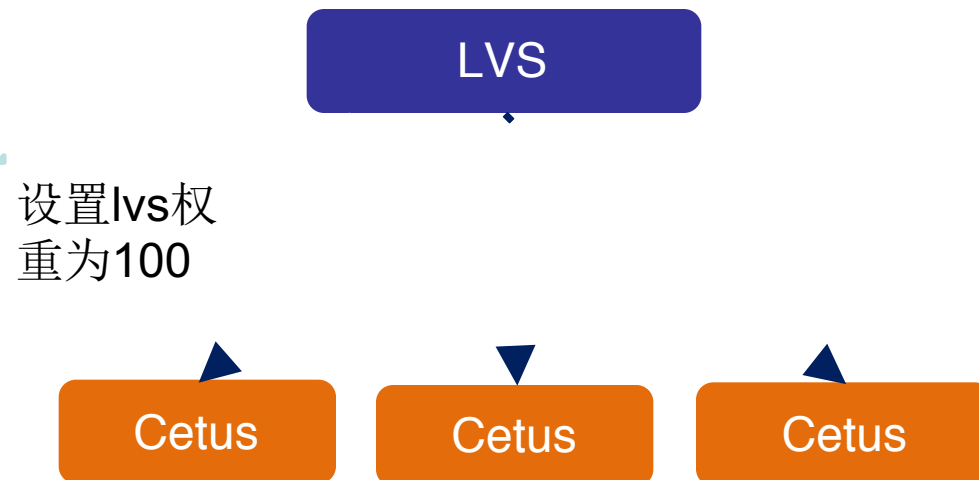 LVS
设置lvs权
重为100
Cetus
Cetus
Cetus